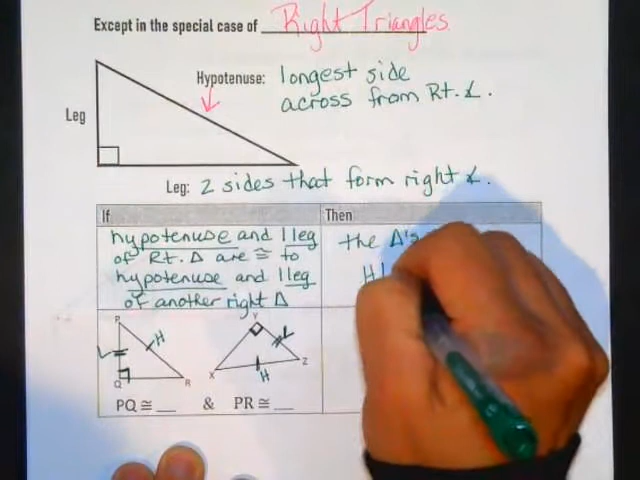 Except in the special case of Right Triangles
Hypotenuse: longest side
across from Rt. ∡.
Leg
Leg: 2 sides that form right ∡.
If
Then
hypotenuse and 1 leg
of Rt. Δ are ≅ to
hypotenuse and 1 leg
of another right Δ
the Δ's
HL
P
L
H
Q
R
Y
L
X
H
Z
PQ ≅ __ & PR ≅ __